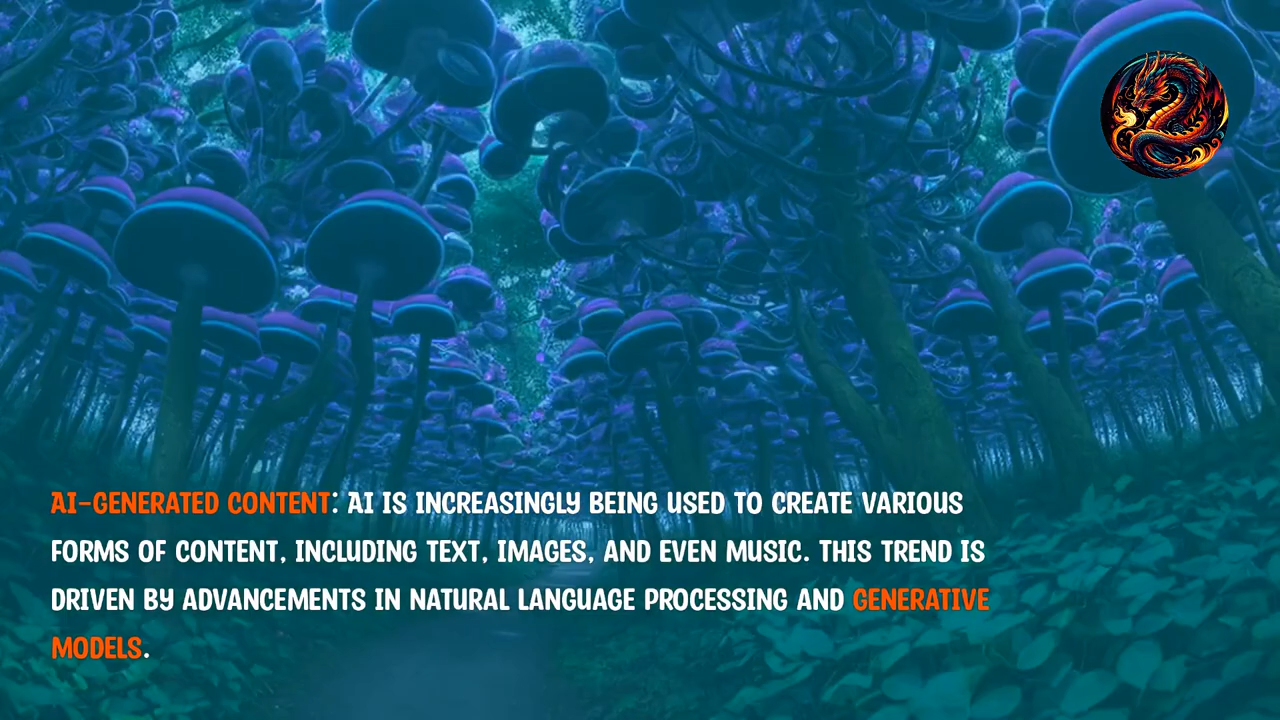 AI-GENERATED CONTENT: AI IS INCREASINGLY BEING USED TO CREATE VARIOUS
FORMS OF CONTENT, INCLUDING TEXT, IMAGES, AND EVEN MUSIC. THIS TREND IS
DRIVEN BY ADVANCEMENTS IN NATURAL LANGUAGE PROCESSING AND GENERATIVE
MODELS.